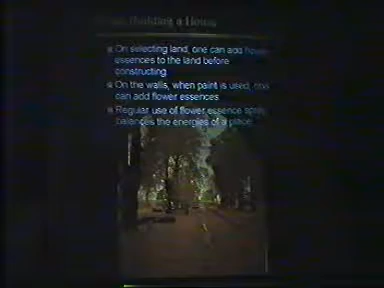 Building a House
On selecting land, one can add flower
essences to the land before
constructing.
On the walls, when paint is used, one
can add flower essences
Regular use of flower essence spray
balances the energies of a place.